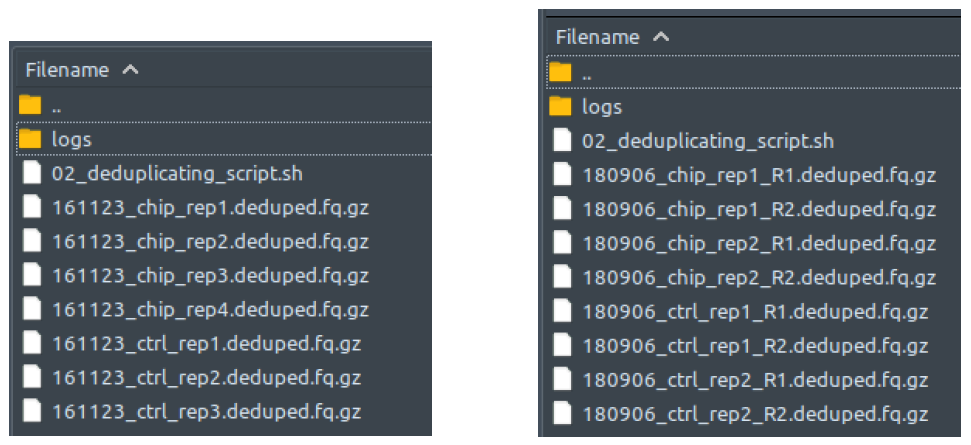 Filename
..
logs
02_deduplicating_script.sh
161123_chip_rep1.deduped.fq.gz
161123_chip_rep2.deduped.fq.gz
161123_chip_rep3.deduped.fq.gz
161123_chip_rep4.deduped.fq.gz
161123_ctrl_rep1.deduped.fq.gz
161123_ctrl_rep2.deduped.fq.gz
161123_ctrl_rep3.deduped.fq.gz
Filename
..
logs
02_deduplicating_script.sh
180906_chip_rep1_R1.deduped.fq.gz
180906_chip_rep1_R2.deduped.fq.gz
180906_chip_rep2_R1.deduped.fq.gz
180906_chip_rep2_R2.deduped.fq.gz
180906_ctrl_rep1_R1.deduped.fq.gz
180906_ctrl_rep1_R2.deduped.fq.gz
180906_ctrl_rep2_R1.deduped.fq.gz
180906_ctrl_rep2_R2.deduped.fq.gz